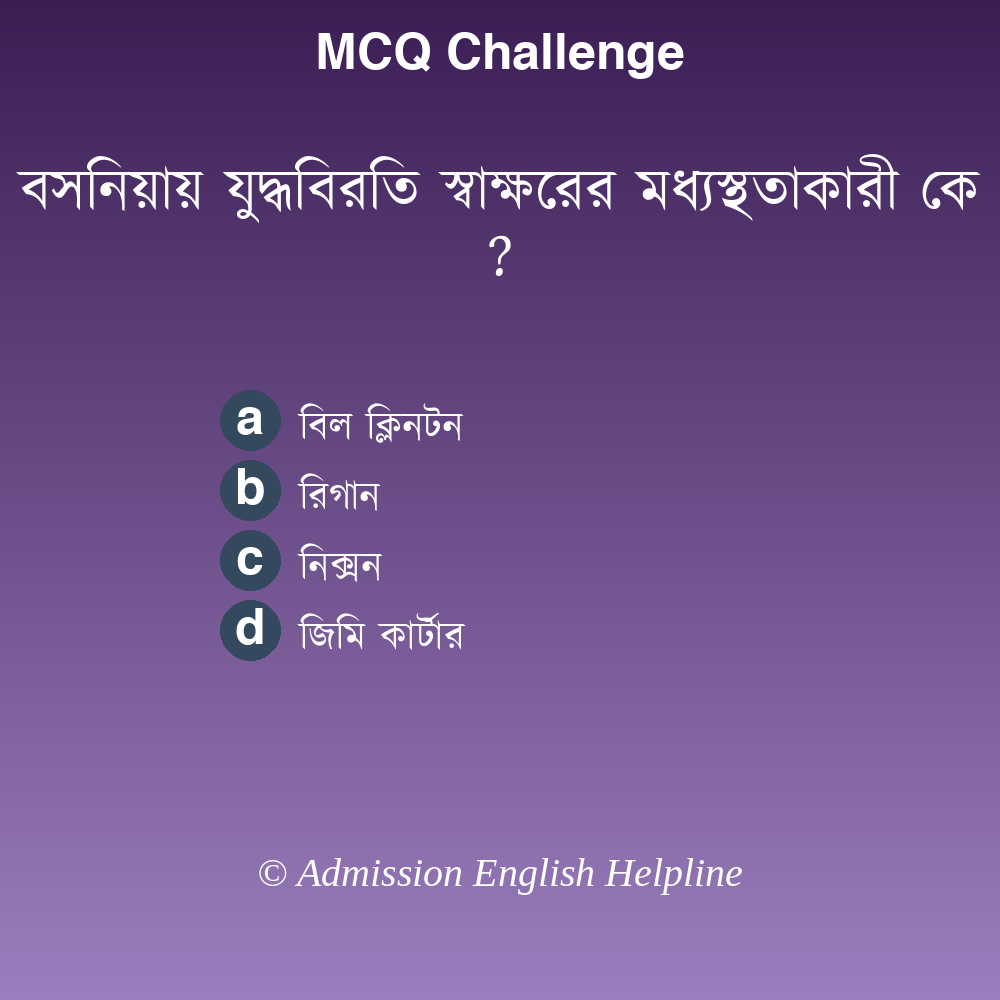 MCQ Challenge
বসনিয়ায় যুদ্ধবিরতি স্বাক্ষরের মধ্যস্থতাকারী কে
?
a বিল ক্লিনটন
b রিগান
c নিক্সন
d জিমি কার্টার
© Admission English Helpline